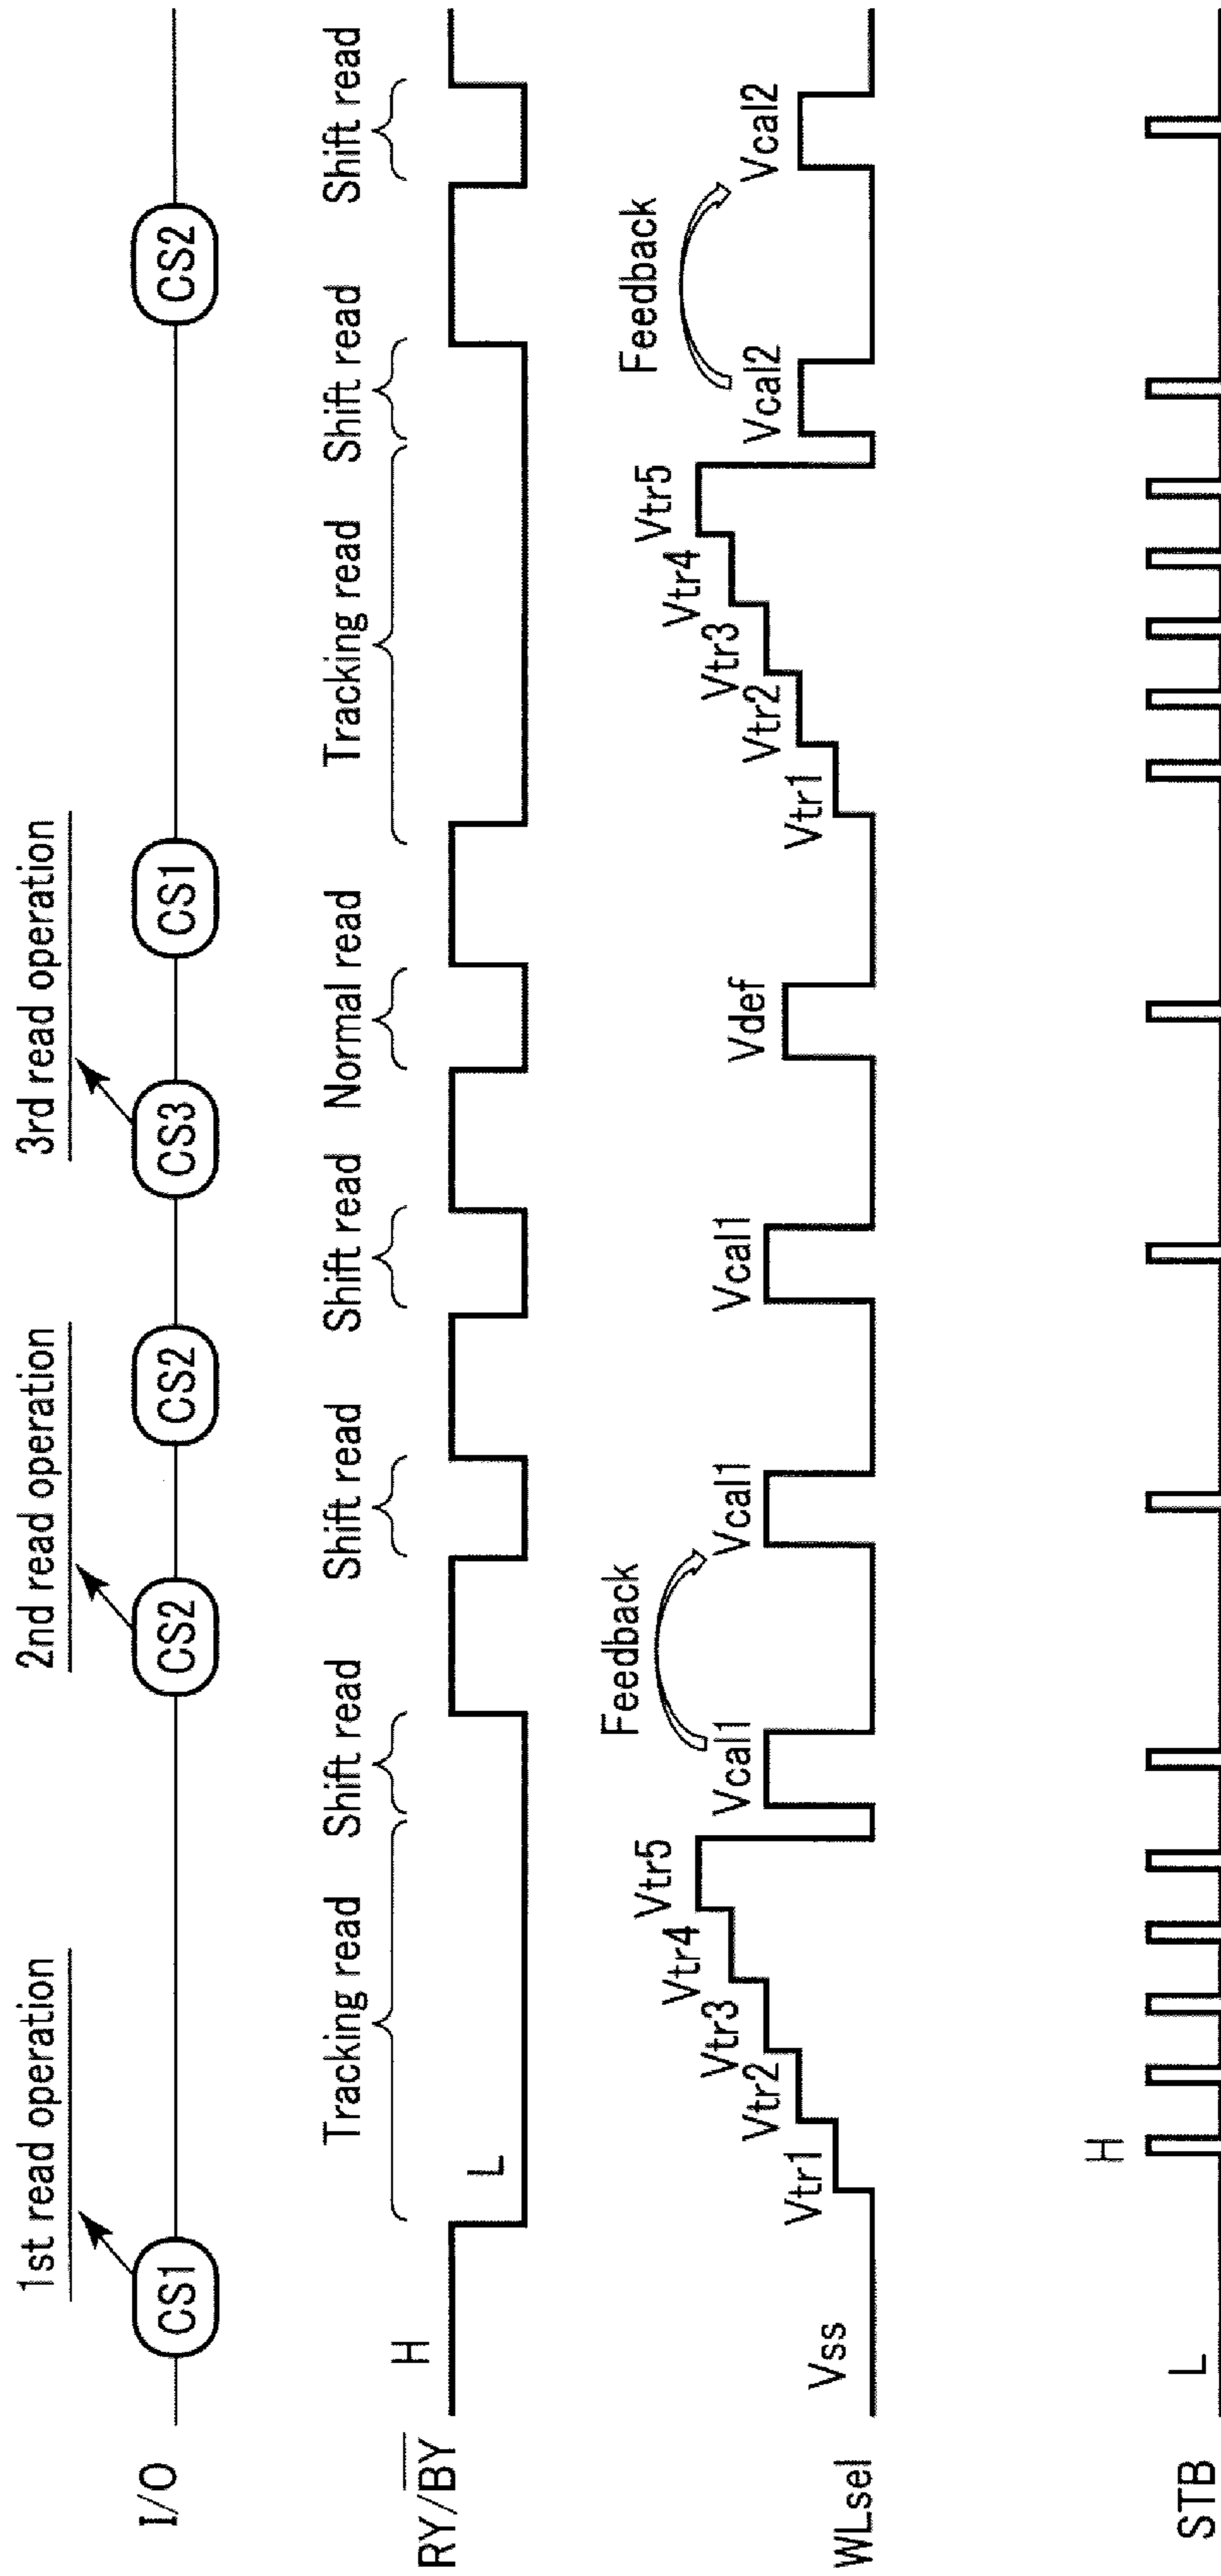 1st read operation
2nd read operation
3rd read operation
I/O
CS1
CS2
CS2
CS3
CS1
CS2
Tracking read
Shift read
Shift read
Shift read
Normal read
Tracking read
Shift read
Shift read
RY/B̅Y̅
H
L
Feedback
Feedback
WLsel
Vss
Vtr1
Vtr2
Vtr3
Vtr4
Vtr5
Vcal1
Vcal1
Vcal1
Vdef
Vtr1
Vtr2
Vtr3
Vtr4
Vtr5
Vcal2
Vcal2
STB
L
H